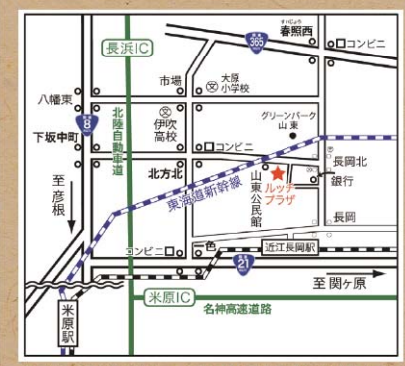 すいじょう
春照西
365
コンビニ
長浜IC
市場
大原
小学校
八幡東
8
北陸自動車道
伊吹
高校
グリーンパーク
山東
下坂中町
コンビニ
長岡北
至彦根
北方北
山東公民館
ルッチ
プラザ
銀行
東海道新幹線
長岡
コンビニ
一色
近江長岡駅
21
至関ヶ原
米原IC
名神高速道路
米原駅